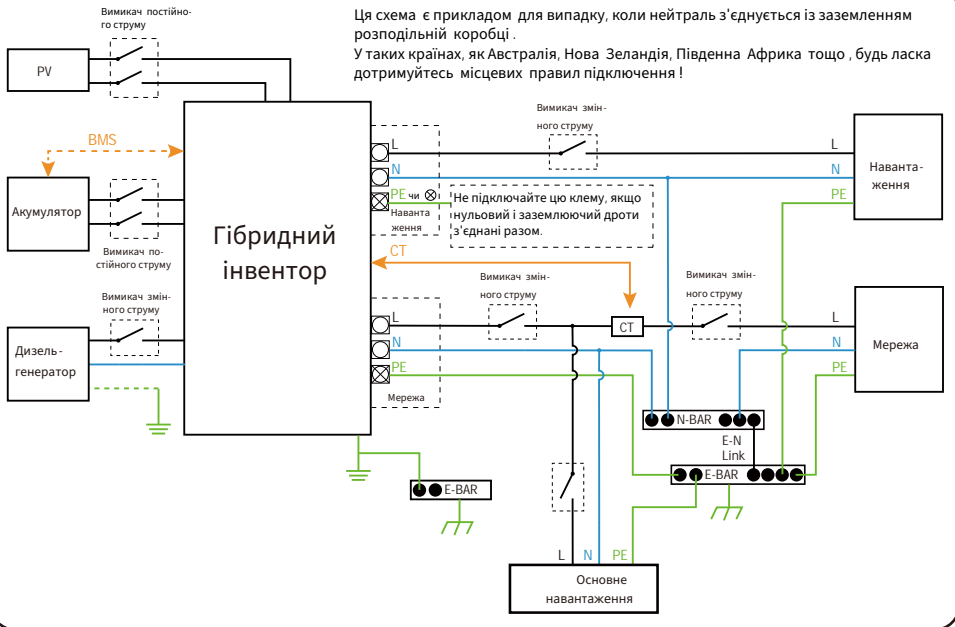 Вимикач постійно-
го струму
Ця схема є прикладом для випадку, коли нейтраль з'єднується із заземленням
розподільній коробці .
У таких країнах, як Австралія, Нова Зеландія, Південна Африка тощо , будь ласка
дотримуйтесь місцевих правил підключення !
PV
BMS
Акумулятор
Вимикач по-
стійного струму
Вимикач змін-
ного струму
Дизель-
генератор
Гібридний
інвентор
L
N
PE чи
Наванта
ження
Не підключайте цю клему, якщо
нульовий і заземлюючий дроти
з'єднані разом.
Вимикач змін-
ного струму
L
N
PE
Наванта-
ження
CT
Вимикач змін-
ного струму
CT
Вимикач змін-
ного струму
L
N
PE
Мережа
L
N
PE
Мережа
N-BAR
E-N
Link
E-BAR
E-BAR
L
N
PE
Основне
навантаження